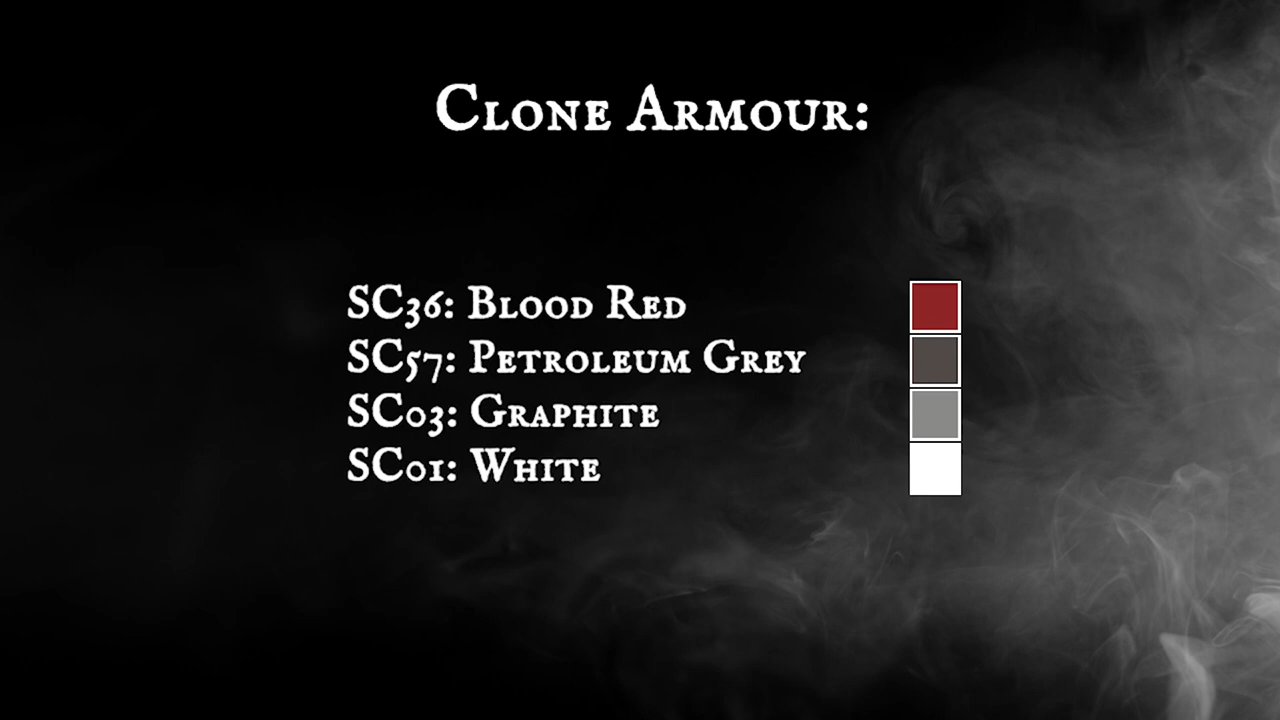 Clone Armour:
SC36: Blood Red
SC57: Petroleum Grey
SC03: Graphite
SC01: White